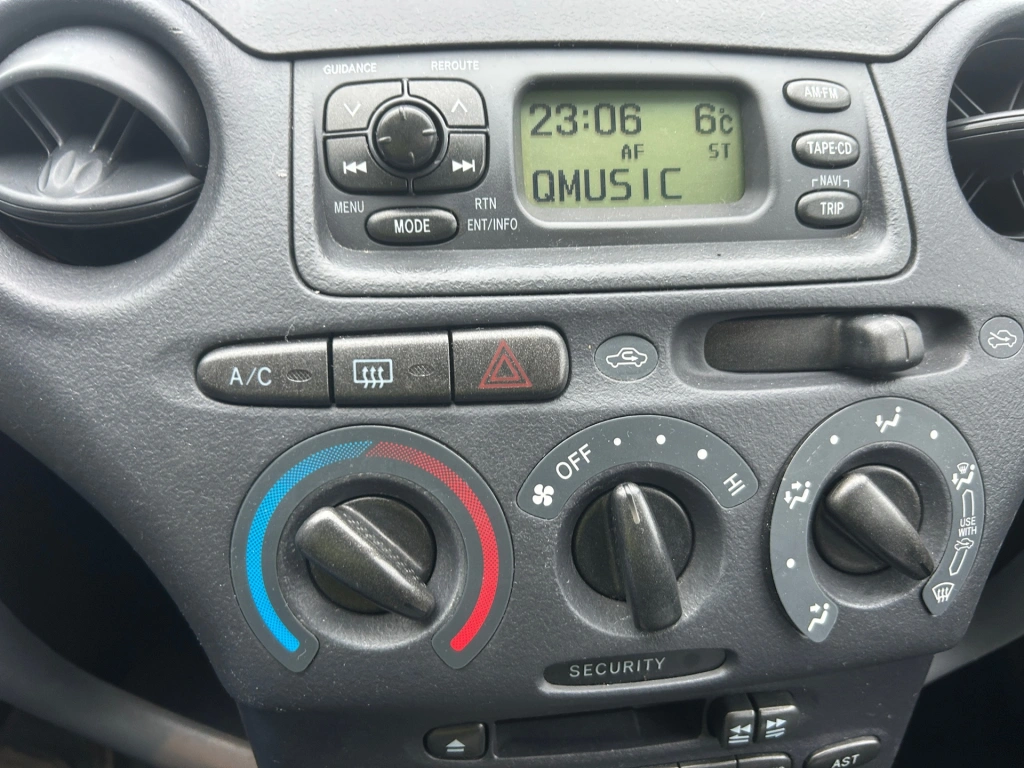 GUIDANCE REROUTE
AM·FM
23:06 6°C
AF ST
TAPE·CD
QMUSIC
NAVI
TRIP
MENU RTN
MODE ENT/INFO
A/C
OFF
HI
USE
WITH
SECURITY
AST